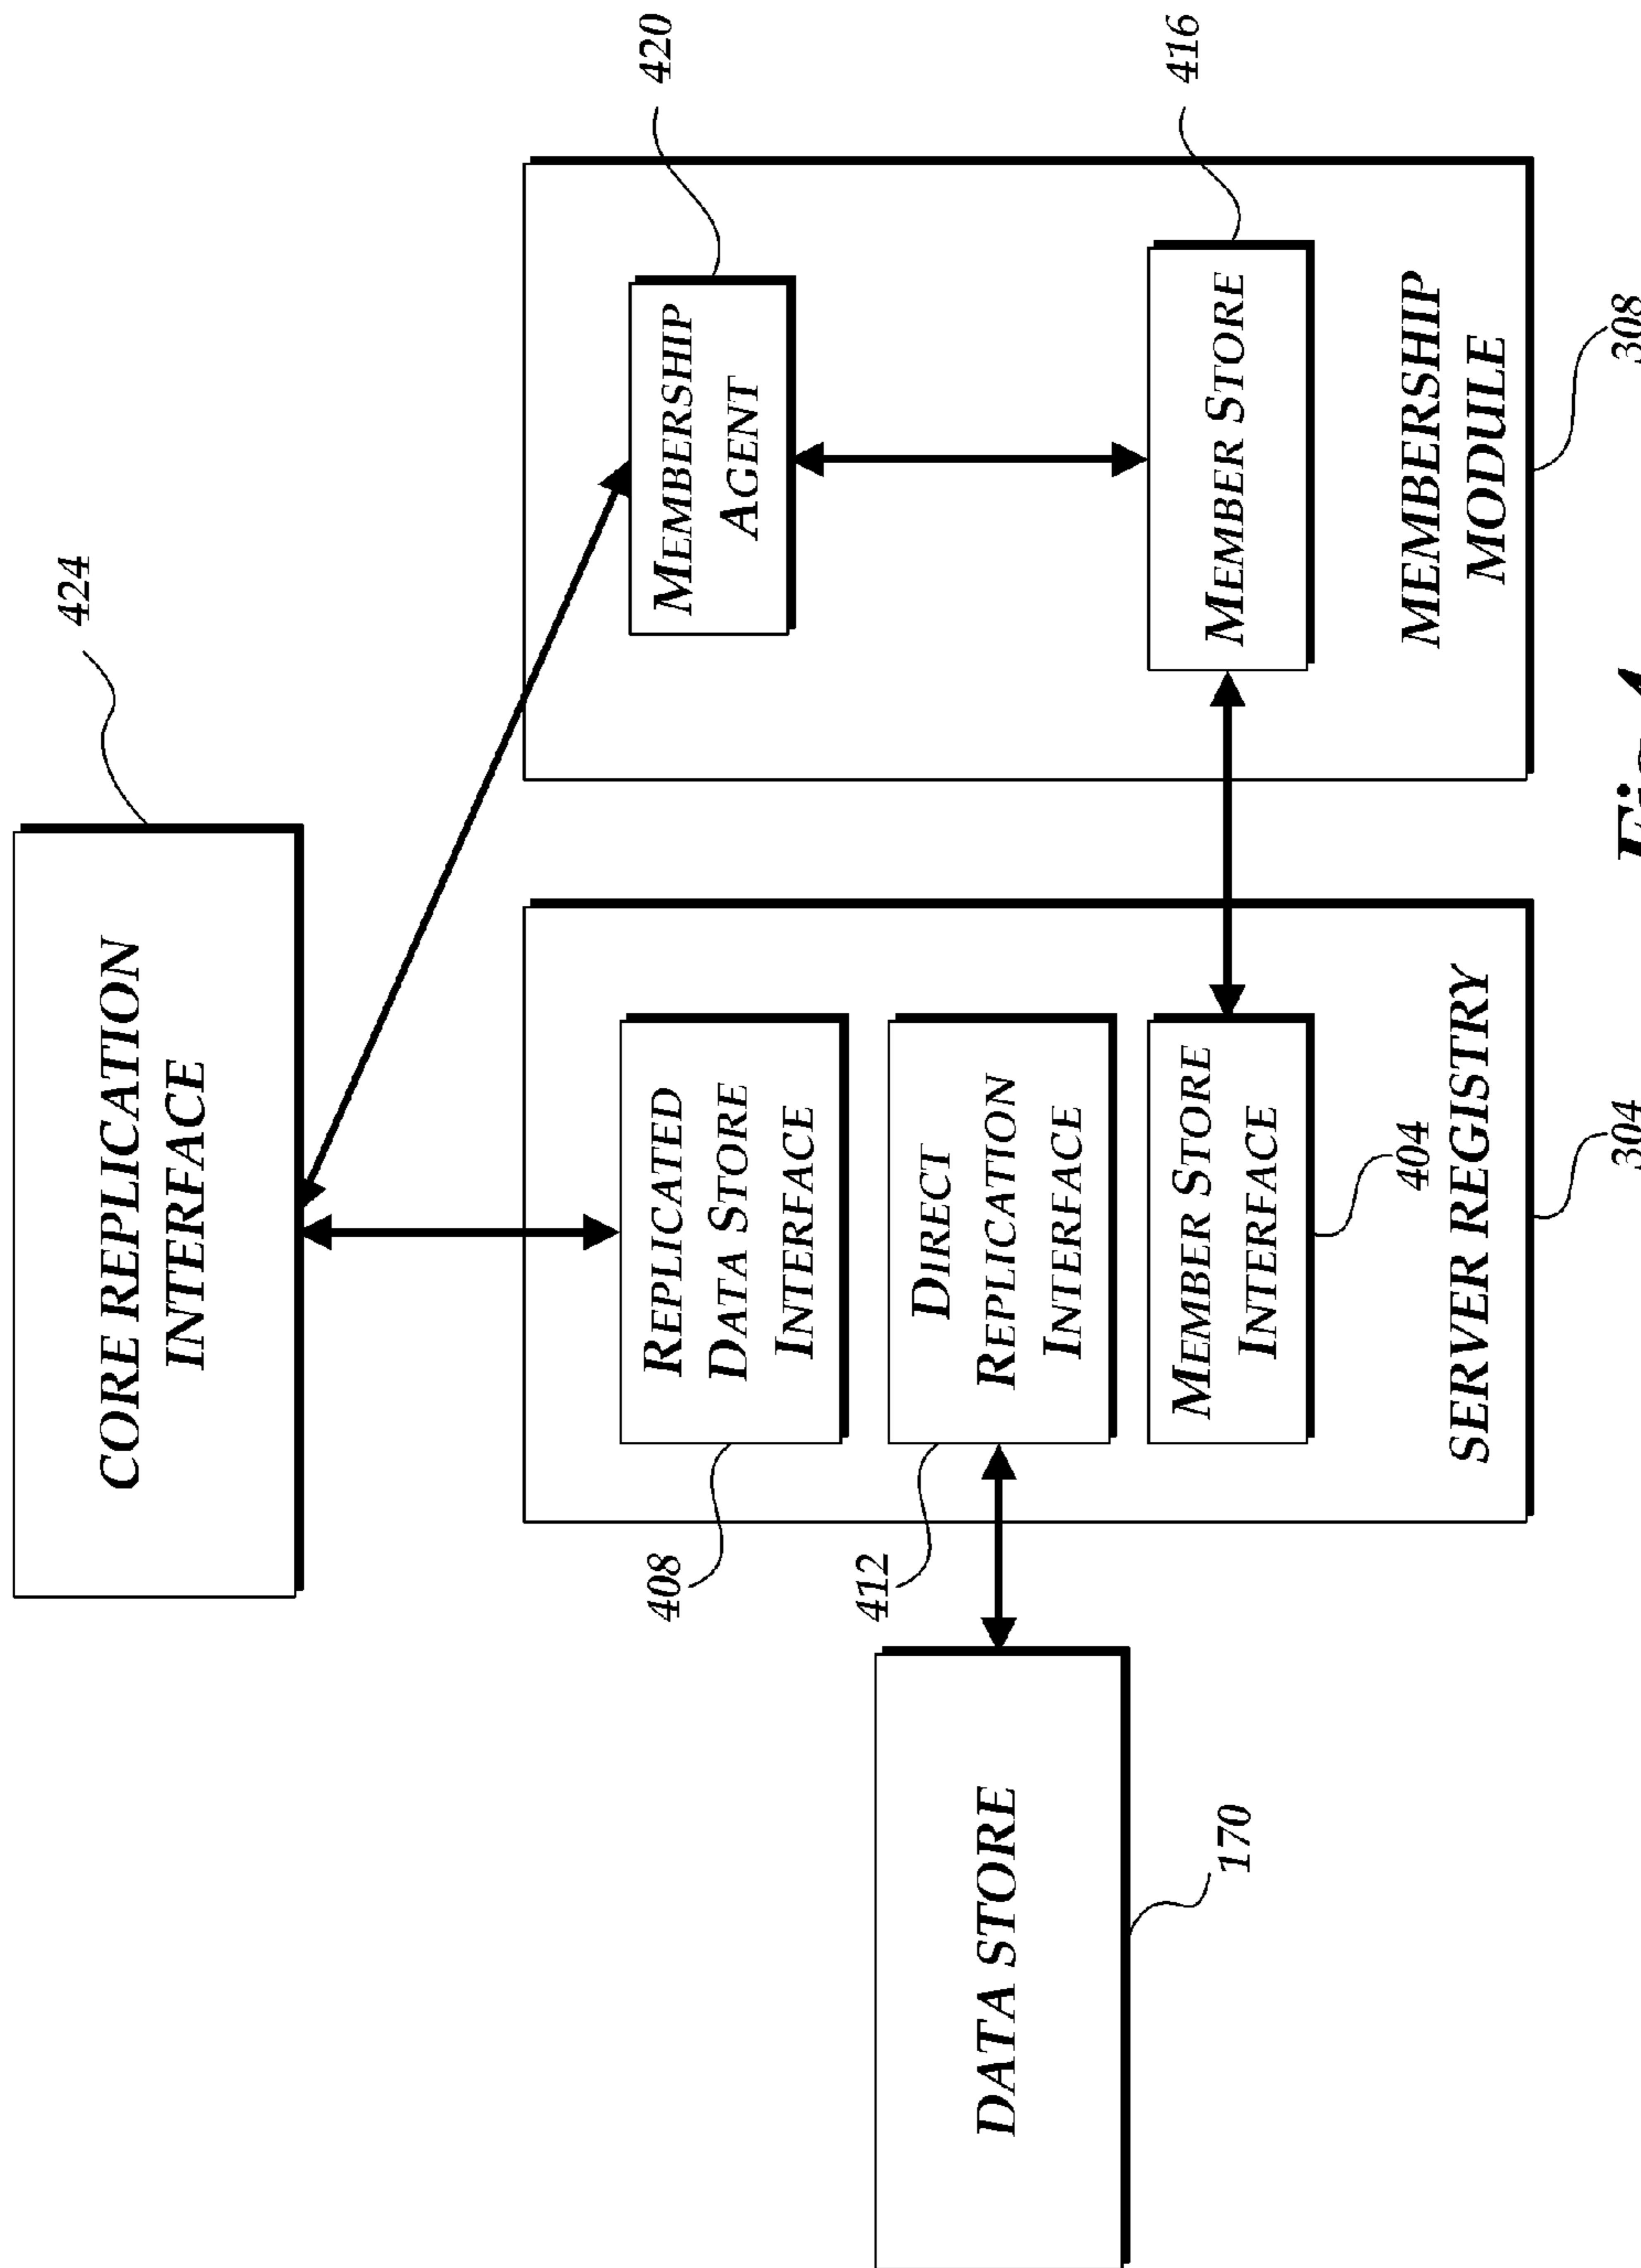 424
CORE REPLICATION
INTERFACE
420
MEMBERSHIP
AGENT
416
MEMBER STORE
MEMBERSHIP
MODULE
308
408
REPLICATED
DATA STORE
INTERFACE
412
DIRECT
REPLICATION
INTERFACE
MEMBER STORE
INTERFACE
404
SERVER REGISTRY
304
DATA STORE
170